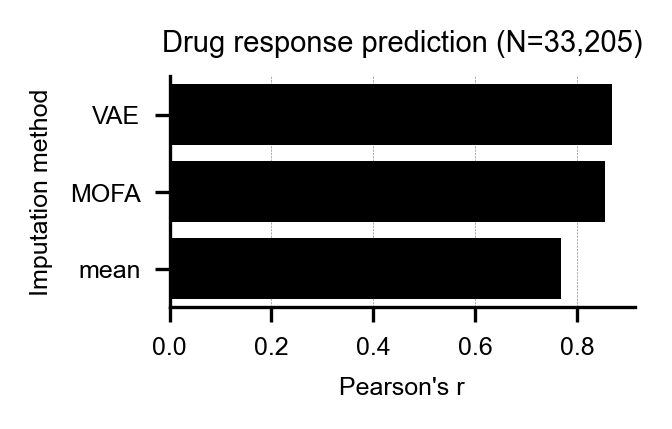 Drug response prediction (N=33,205)
Imputation method
VAE
MOFA
mean
0.0 0.2 0.4 0.6 0.8
Pearson's r